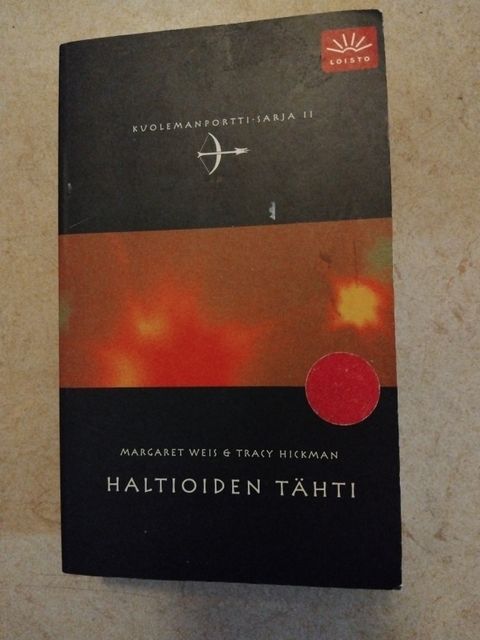 LOISTO
KUOLEMANPORTTI-SARJA II
MARGARET WEIS & TRACY HICKMAN
HALTIOIDEN TÄHTI